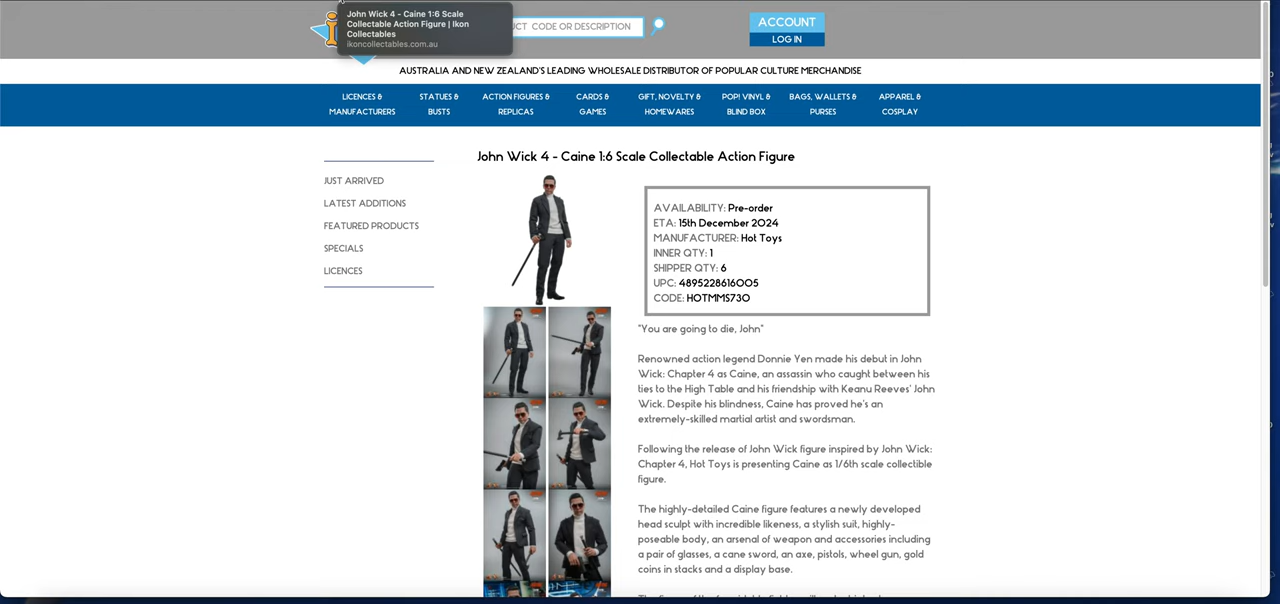 John Wick 4 - Caine 1:6 Scale
Collectable Action Figure | Ikon
Collectables
ikoncollectables.com.au
CODE OR DESCRIPTION
ACCOUNT
LOG IN
AUSTRALIA AND NEW ZEALAND'S LEADING WHOLESALE DISTRIBUTOR OF POPULAR CULTURE MERCHANDISE
LICENCES &
MANUFACTURERS
STATUES &
BUSTS
ACTION FIGURES &
REPLICAS
CARDS &
GAMES
GIFT, NOVELTY &
HOMEWARES
POP! VINYL &
BLIND BOX
BAGS, WALLETS &
PURSES
APPAREL &
COSPLAY
JUST ARRIVED
LATEST ADDITIONS
FEATURED PRODUCTS
SPECIALS
LICENCES
John Wick 4 - Caine 1:6 Scale Collectable Action Figure
AVAILABILITY: Pre-order
ETA: 15th December 2024
MANUFACTURER: Hot Toys
INNER QTY: 1
SHIPPER QTY: 6
UPC: 4895228616005
CODE: HOTMMS730
"You are going to die, John"
Renowned action legend Donnie Yen made his debut in John
Wick: Chapter 4 as Caine, an assassin who caught between his
ties to the High Table and his friendship with Keanu Reeves' John
Wick. Despite his blindness, Caine has proved he's an
extremely-skilled martial artist and swordsman.
Following the release of John Wick figure inspired by John Wick:
Chapter 4, Hot Toys is presenting Caine as 1/6th scale collectible
figure.
The highly-detailed Caine figure features a newly developed
head sculpt with incredible likeness, a stylish suit, highly-
poseable body, an arsenal of weapon and accessories including
a pair of glasses, a cane sword, an axe, pistols, wheel gun, gold
coins in stacks and a display base.